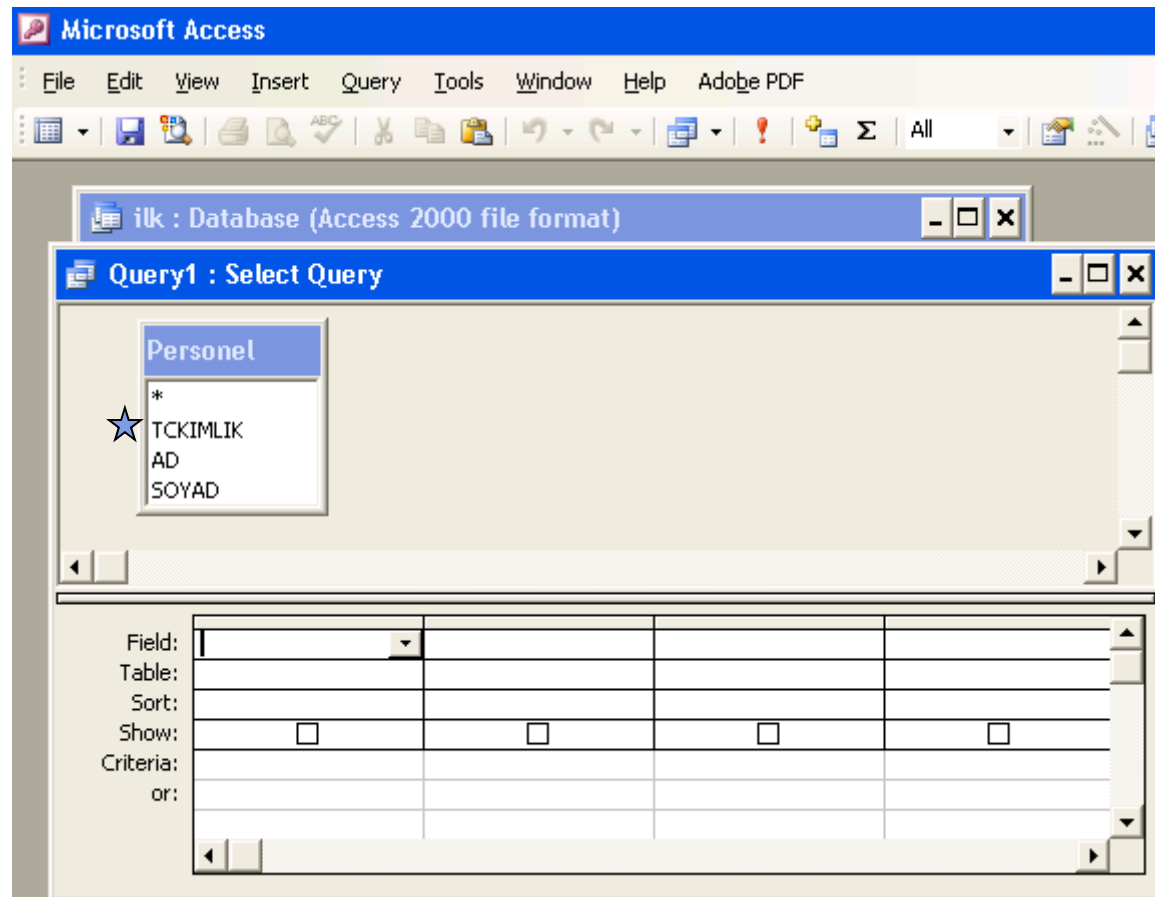 Microsoft Access
File Edit View Insert Query Tools Window Help Adobe PDF
ABC Σ All
ilk : Database (Access 2000 file format)
Query1 : Select Query
Personel
*
TCKIMLIK
AD
SOYAD
Field:
Table:
Sort:
Show:
Criteria:
or: